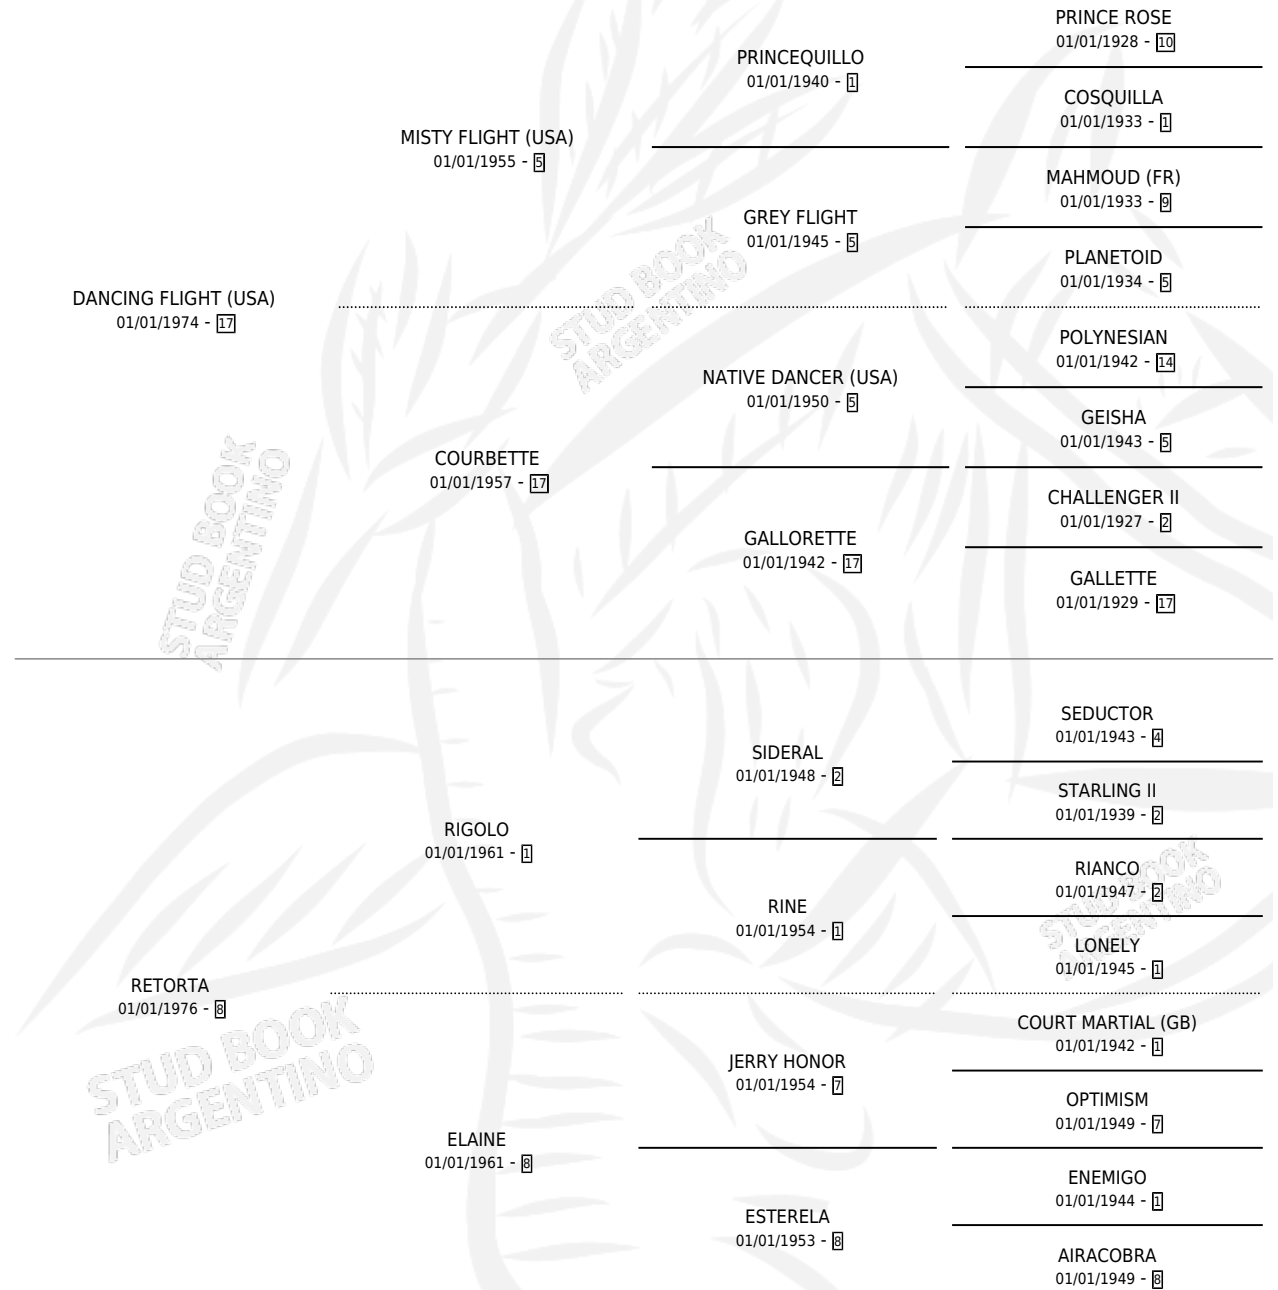 PRINCE ROSE
01/01/1928 - 10
PRINCEQUILLO
01/01/1940 - 1
COSQUILLA
01/01/1933 - 1
MISTY FLIGHT (USA)
01/01/1955 - 5
MAHMOUD (FR)
01/01/1933 - 9
GREY FLIGHT
01/01/1945 - 5
PLANETOID
01/01/1934 - 5
DANCING FLIGHT (USA)
01/01/1974 - 17
STUD BOOK
ARGENTINO
POLYNESIAN
01/01/1942 - 14
NATIVE DANCER (USA)
01/01/1950 - 5
GEISHA
01/01/1943 - 5
COURBETTE
01/01/1957 - 17
CHALLENGER II
01/01/1927 - 2
GALLORETTE
01/01/1942 - 17
GALLETTE
01/01/1929 - 17
STUD BOOK
ARGENTINO
SEDUCTOR
01/01/1943 - 4
SIDERAL
01/01/1948 - 2
STARLING II
01/01/1939 - 2
RIGOLO
01/01/1961 - 1
RIANCO
01/01/1947 - 2
RINE
01/01/1954 - 1
STUD BOOK
ARGENTINO
LONELY
01/01/1945 - 1
RETORTA
01/01/1976 - 8
STUD BOOK
ARGENTINO
COURT MARTIAL (GB)
01/01/1942 - 1
JERRY HONOR
01/01/1954 - 7
OPTIMISM
01/01/1949 - 7
ELAINE
01/01/1961 - 8
ENEMIGO
01/01/1944 - 1
ESTERELA
01/01/1953 - 8
AIRACOBRA
01/01/1949 - 8